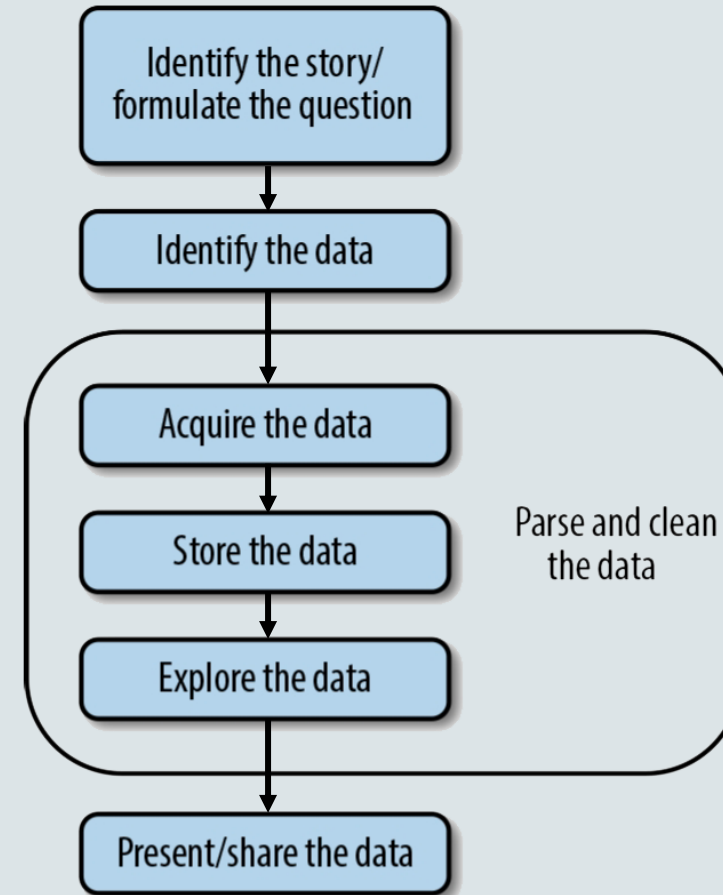 Identify the story/
formulate the question
Identify the data
Acquire the data
Store the data
Explore the data
Parse and clean
the data
Present/share the data